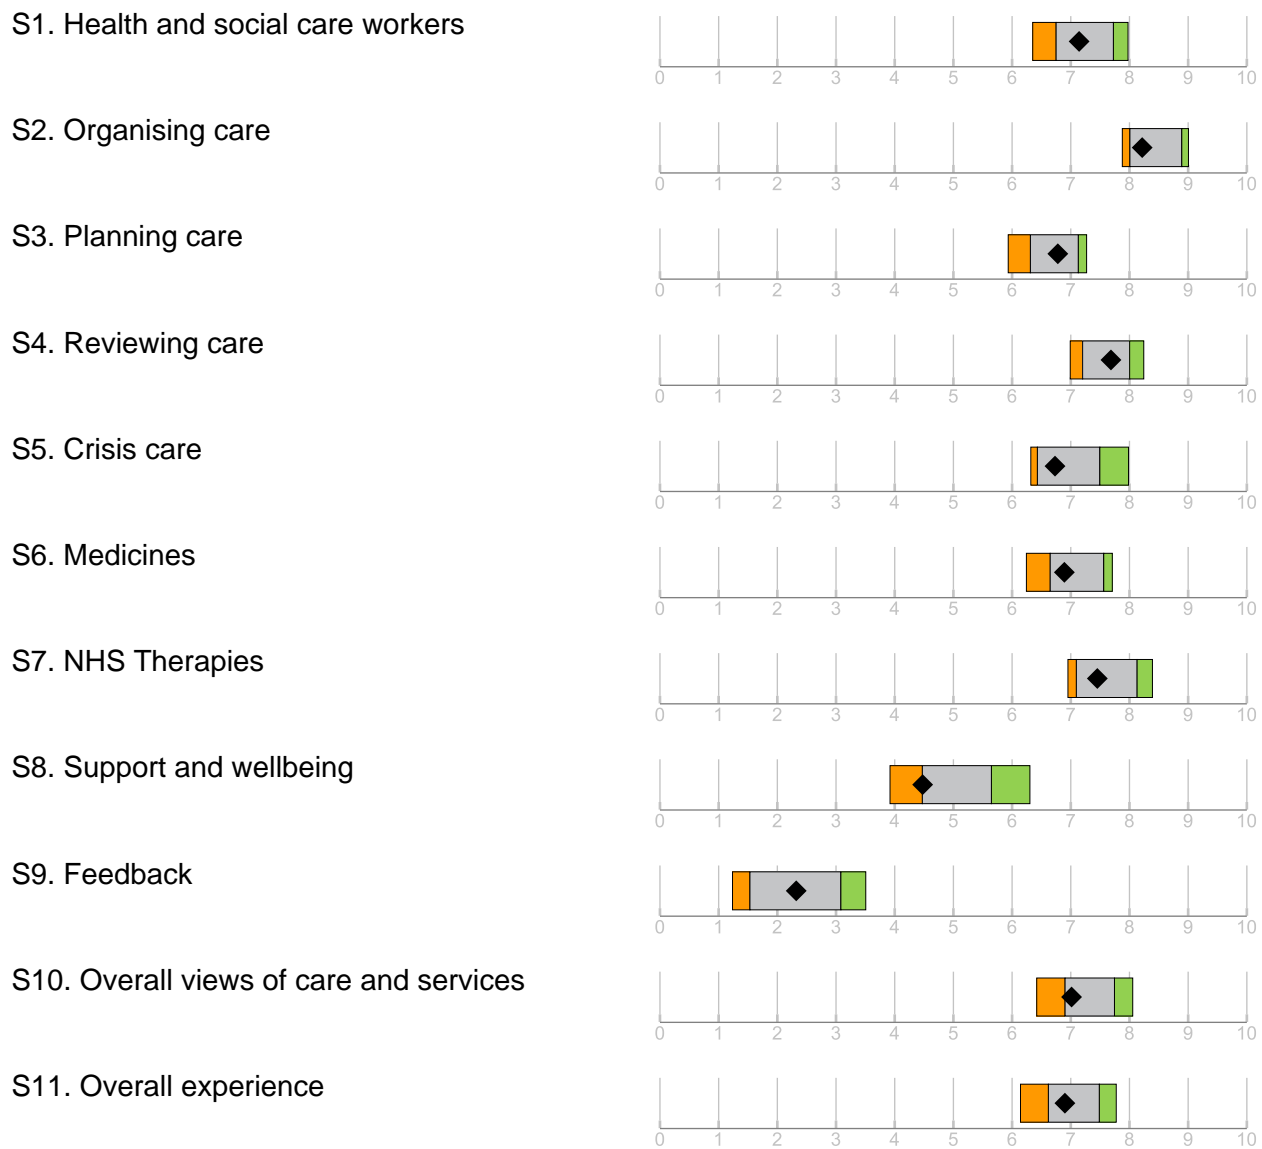 S1. Health and social care workers
0 1 2 3 4 5 6 7 8 9 10
S2. Organising care
0 1 2 3 4 5 6 7 8 9 10
S3. Planning care
0 1 2 3 4 5 6 7 8 9 10
S4. Reviewing care
0 1 2 3 4 5 6 7 8 9 10
S5. Crisis care
0 1 2 3 4 5 6 7 8 9 10
S6. Medicines
0 1 2 3 4 5 6 7 8 9 10
S7. NHS Therapies
0 1 2 3 4 5 6 7 8 9 10
S8. Support and wellbeing
0 1 2 3 4 5 6 7 8 9 10
S9. Feedback
0 1 2 3 4 5 6 7 8 9 10
S10. Overall views of care and services
0 1 2 3 4 5 6 7 8 9 10
S11. Overall experience
0 1 2 3 4 5 6 7 8 9 10